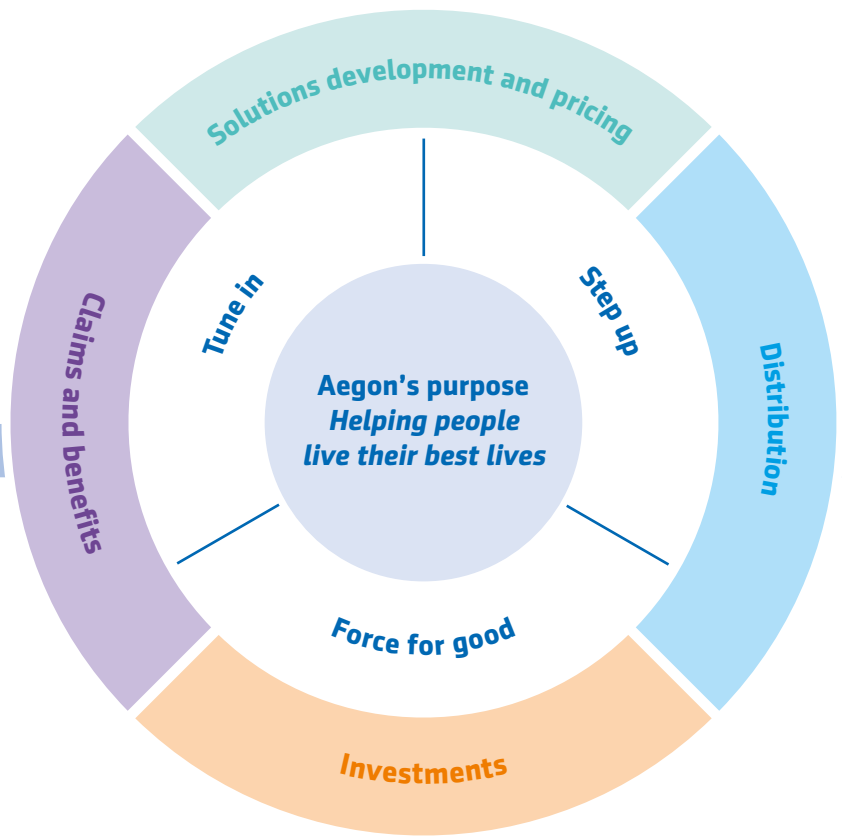 Solutions development and pricing
Tune in
Step up
Claims and benefits
Aegon’s purpose
Helping people
live their best lives
Distribution
Force for good
Investments